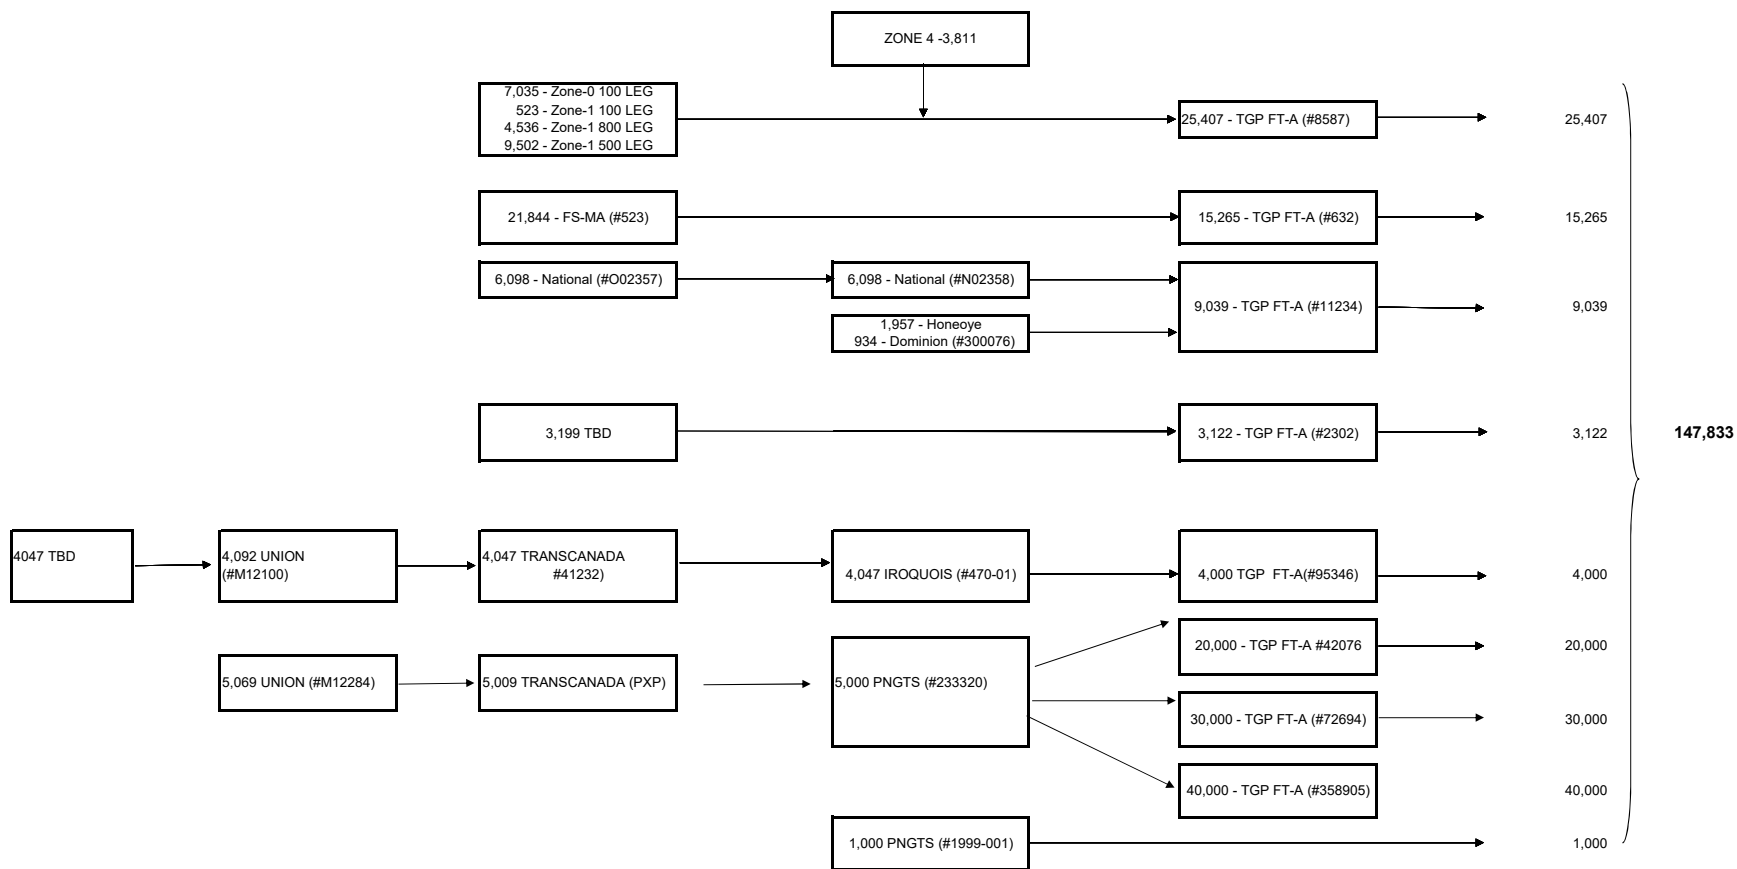 ZONE 4 -3,811
7,035 - Zone-0 100 LEG
523 - Zone-1 100 LEG
4,536 - Zone-1 800 LEG
9,502 - Zone-1 500 LEG
25,407 - TGP FT-A (#8587)
25,407
21,844 - FS-MA (#523)
15,265 - TGP FT-A (#632)
15,265
6,098 - National (#O02357)
6,098 - National (#N02358)
1,957 - Honeoye
934 - Dominion (#300076)
9,039 - TGP FT-A (#11234)
9,039
3,199 TBD
3,122 - TGP FT-A (#2302)
3,122
147,833
4047 TBD
4,092 UNION
(#M12100)
4,047 TRANSCANADA
#41232)
4,047 IROQUOIS (#470-01)
4,000 TGP  FT-A(#95346)
4,000
20,000 - TGP FT-A #42076
20,000
5,069 UNION (#M12284)
5,009 TRANSCANADA (PXP)
5,000 PNGTS (#233320)
30,000 - TGP FT-A (#72694)
30,000
40,000 - TGP FT-A (#358905)
40,000
1,000 PNGTS (#1999-001)
1,000